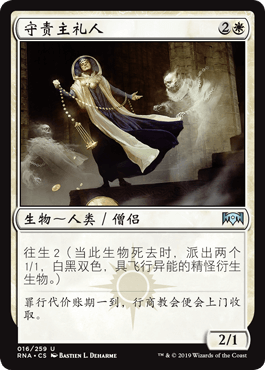 守责主礼人 2
生物～人类／僧侣
往生2（当此生物死去时，派出两个
1/1，白黑双色，具飞行异能的精怪衍生
生物。）
罪行代价账期一到，行商教会便会上门收
取。
2/1
016/259 U
RNA • CS BASTIEN L. DEHARME
™ & © 2019 Wizards of the Coast